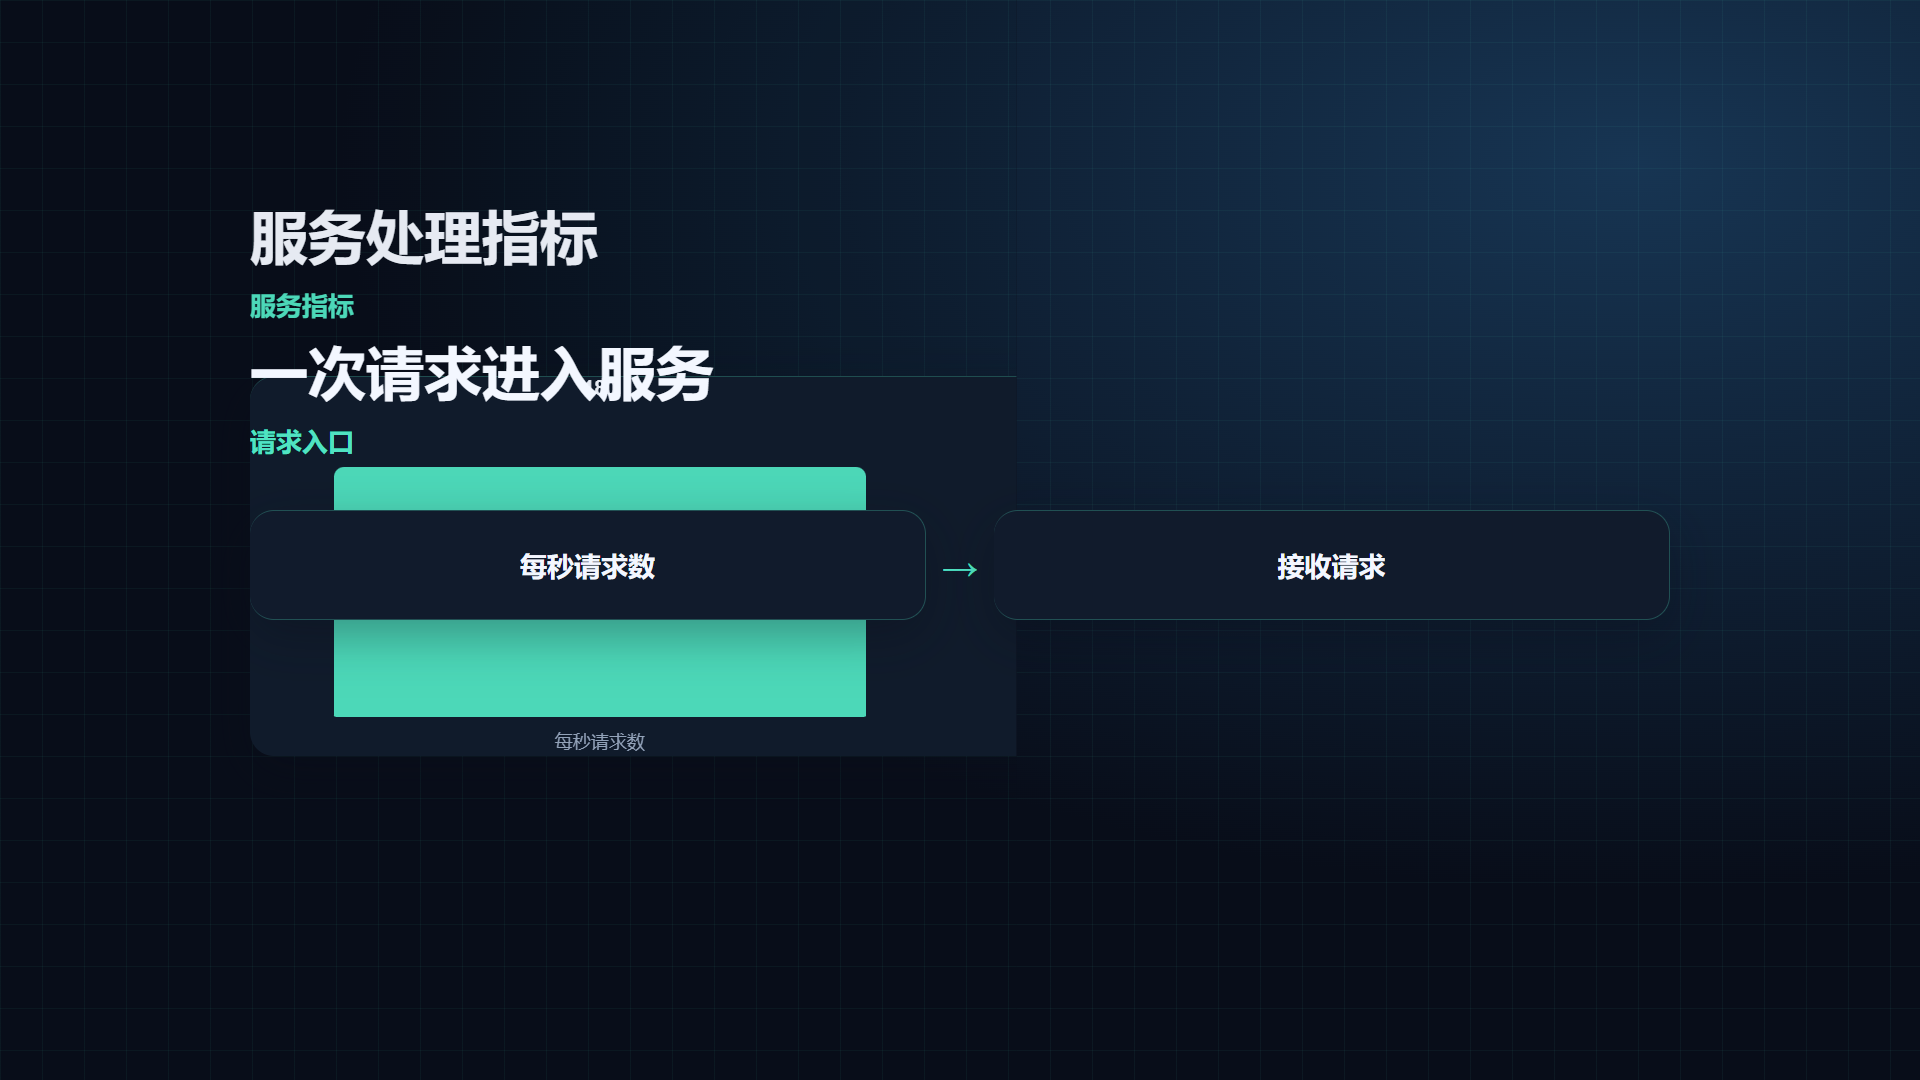 服务处理指标
服务指标
一次请求进入服务
请求入口
每秒请求数
→
接收请求
每秒请求数